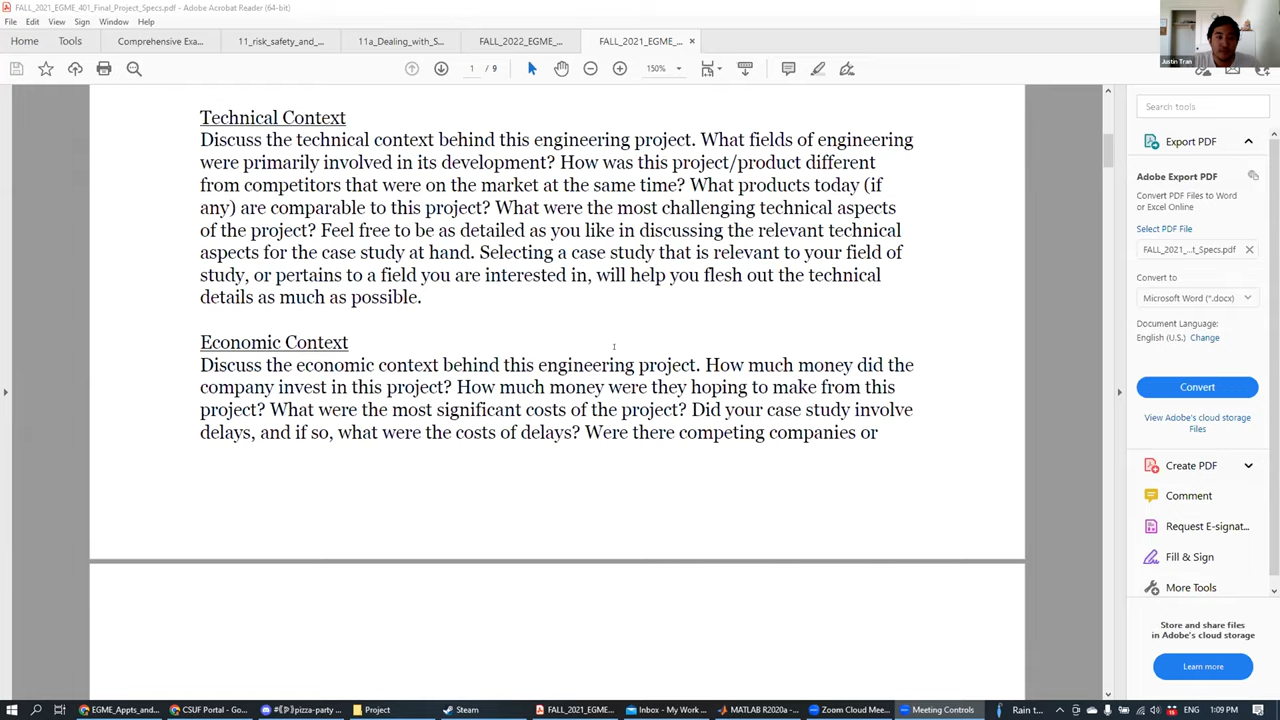 FALL_2021_EGME_401_Final_Project_Specs.pdf - Adobe Acrobat Reader (64-bit)
File Edit View Sign Window Help
Home Tools Comprehensive Exa... 11_risk_safety_and_... 11a_Dealing_with_S... FALL_2022_EGME_... FALL_2021_EGME_... ×
1 / 9 150%
Justin Tran
Technical Context
Discuss the technical context behind this engineering project. What fields of engineering
were primarily involved in its development? How was this project/product different
from competitors that were on the market at the same time? What products today (if
any) are comparable to this project? What were the most challenging technical aspects
of the project? Feel free to be as detailed as you like in discussing the relevant technical
aspects for the case study at hand. Selecting a case study that is relevant to your field of
study, or pertains to a field you are interested in, will help you flesh out the technical
details as much as possible.
Economic Context
Discuss the economic context behind this engineering project. How much money did the
company invest in this project? How much money were they hoping to make from this
project? What were the most significant costs of the project? Did your case study involve
delays, and if so, what were the costs of delays? Were there competing companies or
Search tools
Export PDF
Adobe Export PDF
Convert PDF Files to Word
or Excel Online
Select PDF File
FALL_2021_...t_Specs.pdf ×
Convert to
Microsoft Word (*.docx)
Document Language:
English (U.S.) Change
Convert
View Adobe's cloud storage
Files
Create PDF
Comment
Request E-signat...
Fill & Sign
More Tools
Store and share files
in Adobe's cloud storage
Learn more
EGME_Appts_and... CSUF Portal - Go... pizza-party ... Project Steam FALL_2021_EGME... Inbox - My Work ... MATLAB R2020a - ... Zoom Cloud Mee... Meeting Controls Rain t... 15 1:09 PM